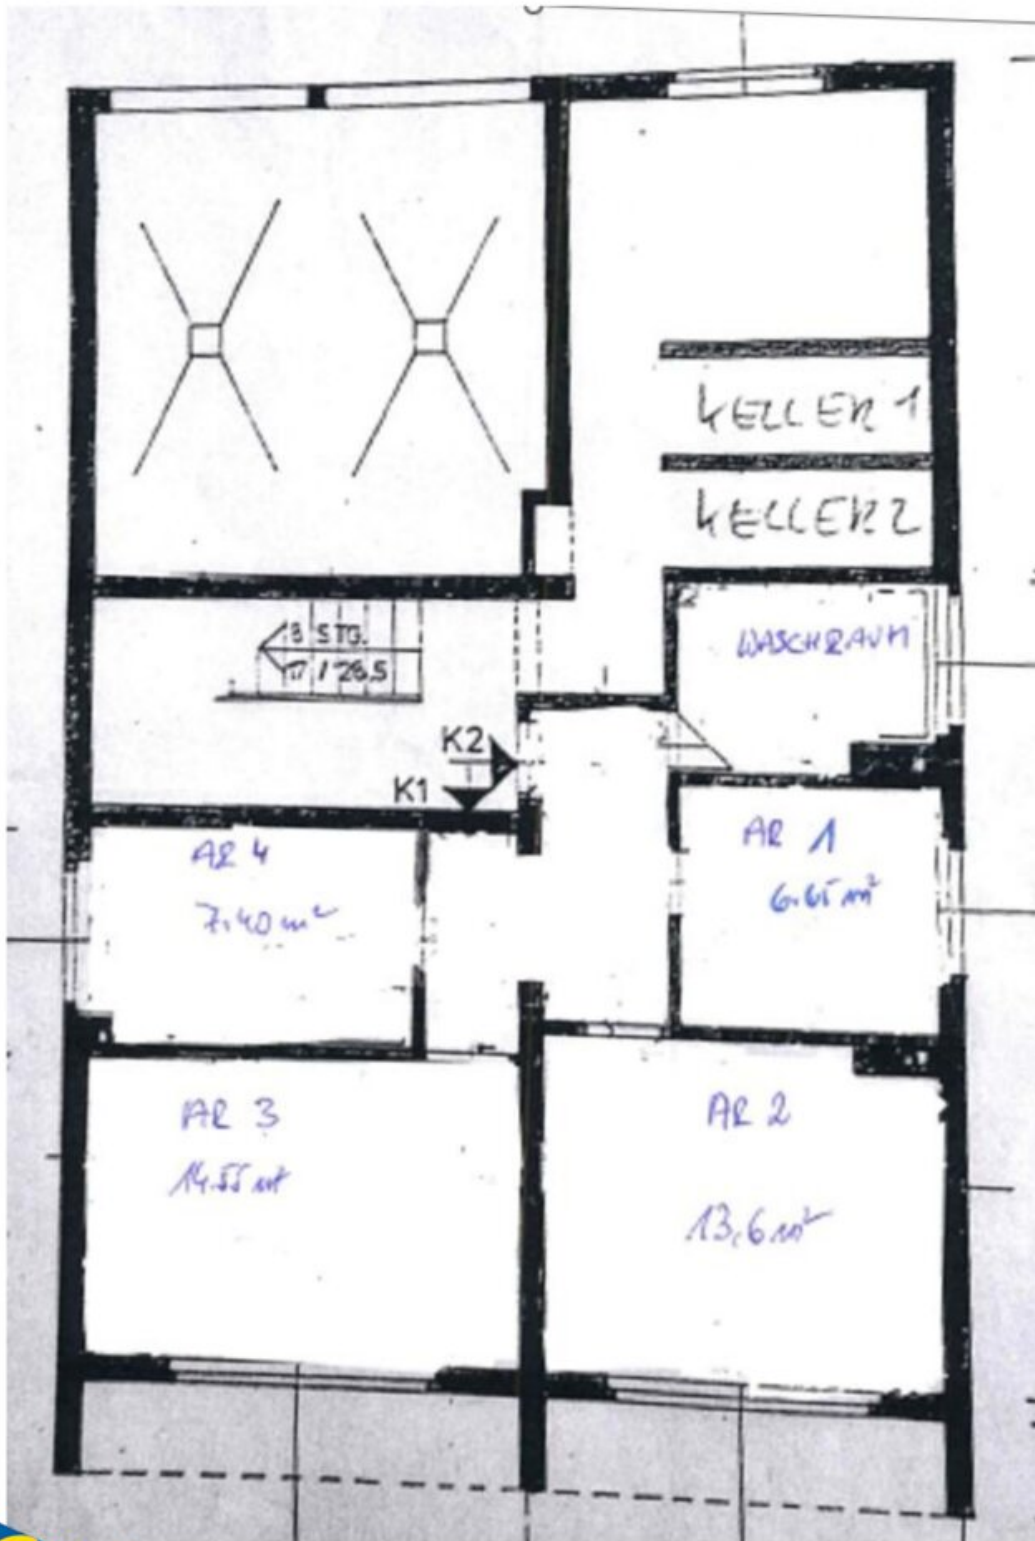 KELLER 1
KELLER 2
WASCHRAUM
8 STG.
17 / 28,5
K2
K1
AR 4
7.40 m²
AR 1
6.65 m²
AR 3
14.55 m²
AR 2
13,6 m²